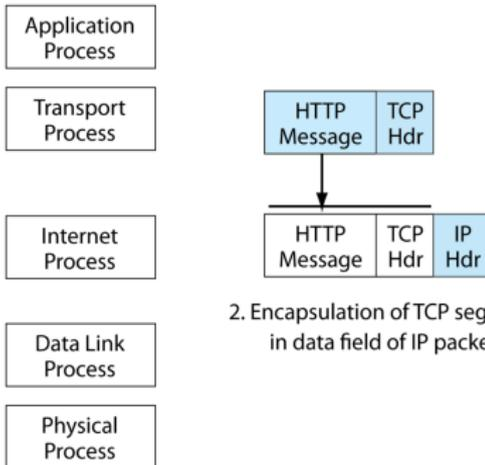 Application
Process
Transport
Process
HTTP
Message
TCP
Hdr
Internet
Process
HTTP
Message
TCP
Hdr
IP
Hdr
2. Encapsulation of TCP seg
in data field of IP packe
Data Link
Process
Physical
Process